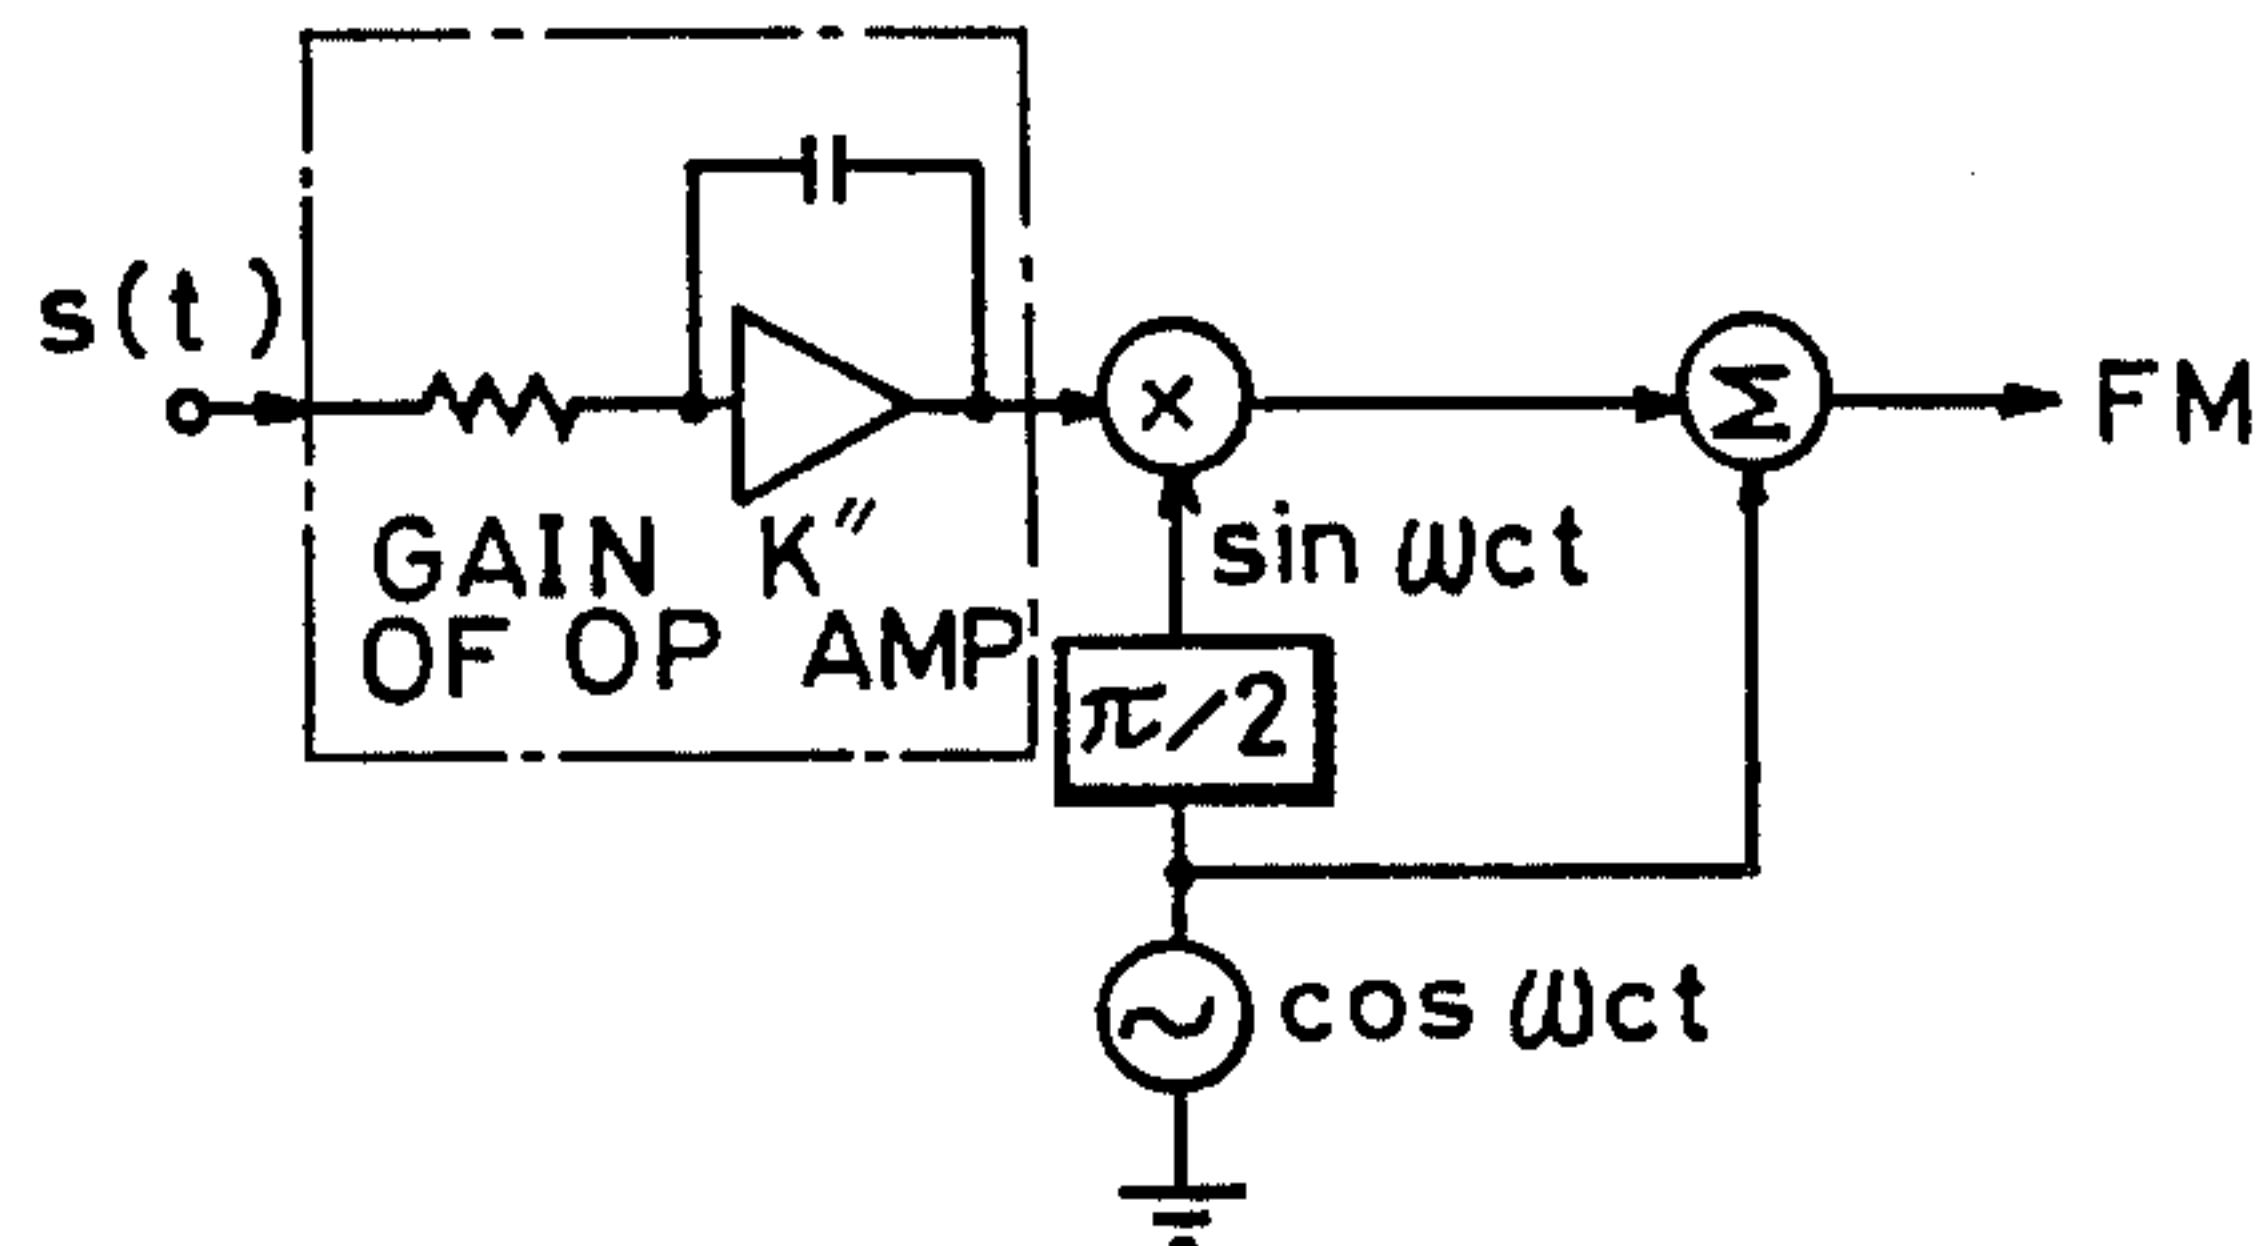 s(t)
×
Σ
FM
GAIN K″
OF OP AMP
sin ωct
π/2
cos ωct